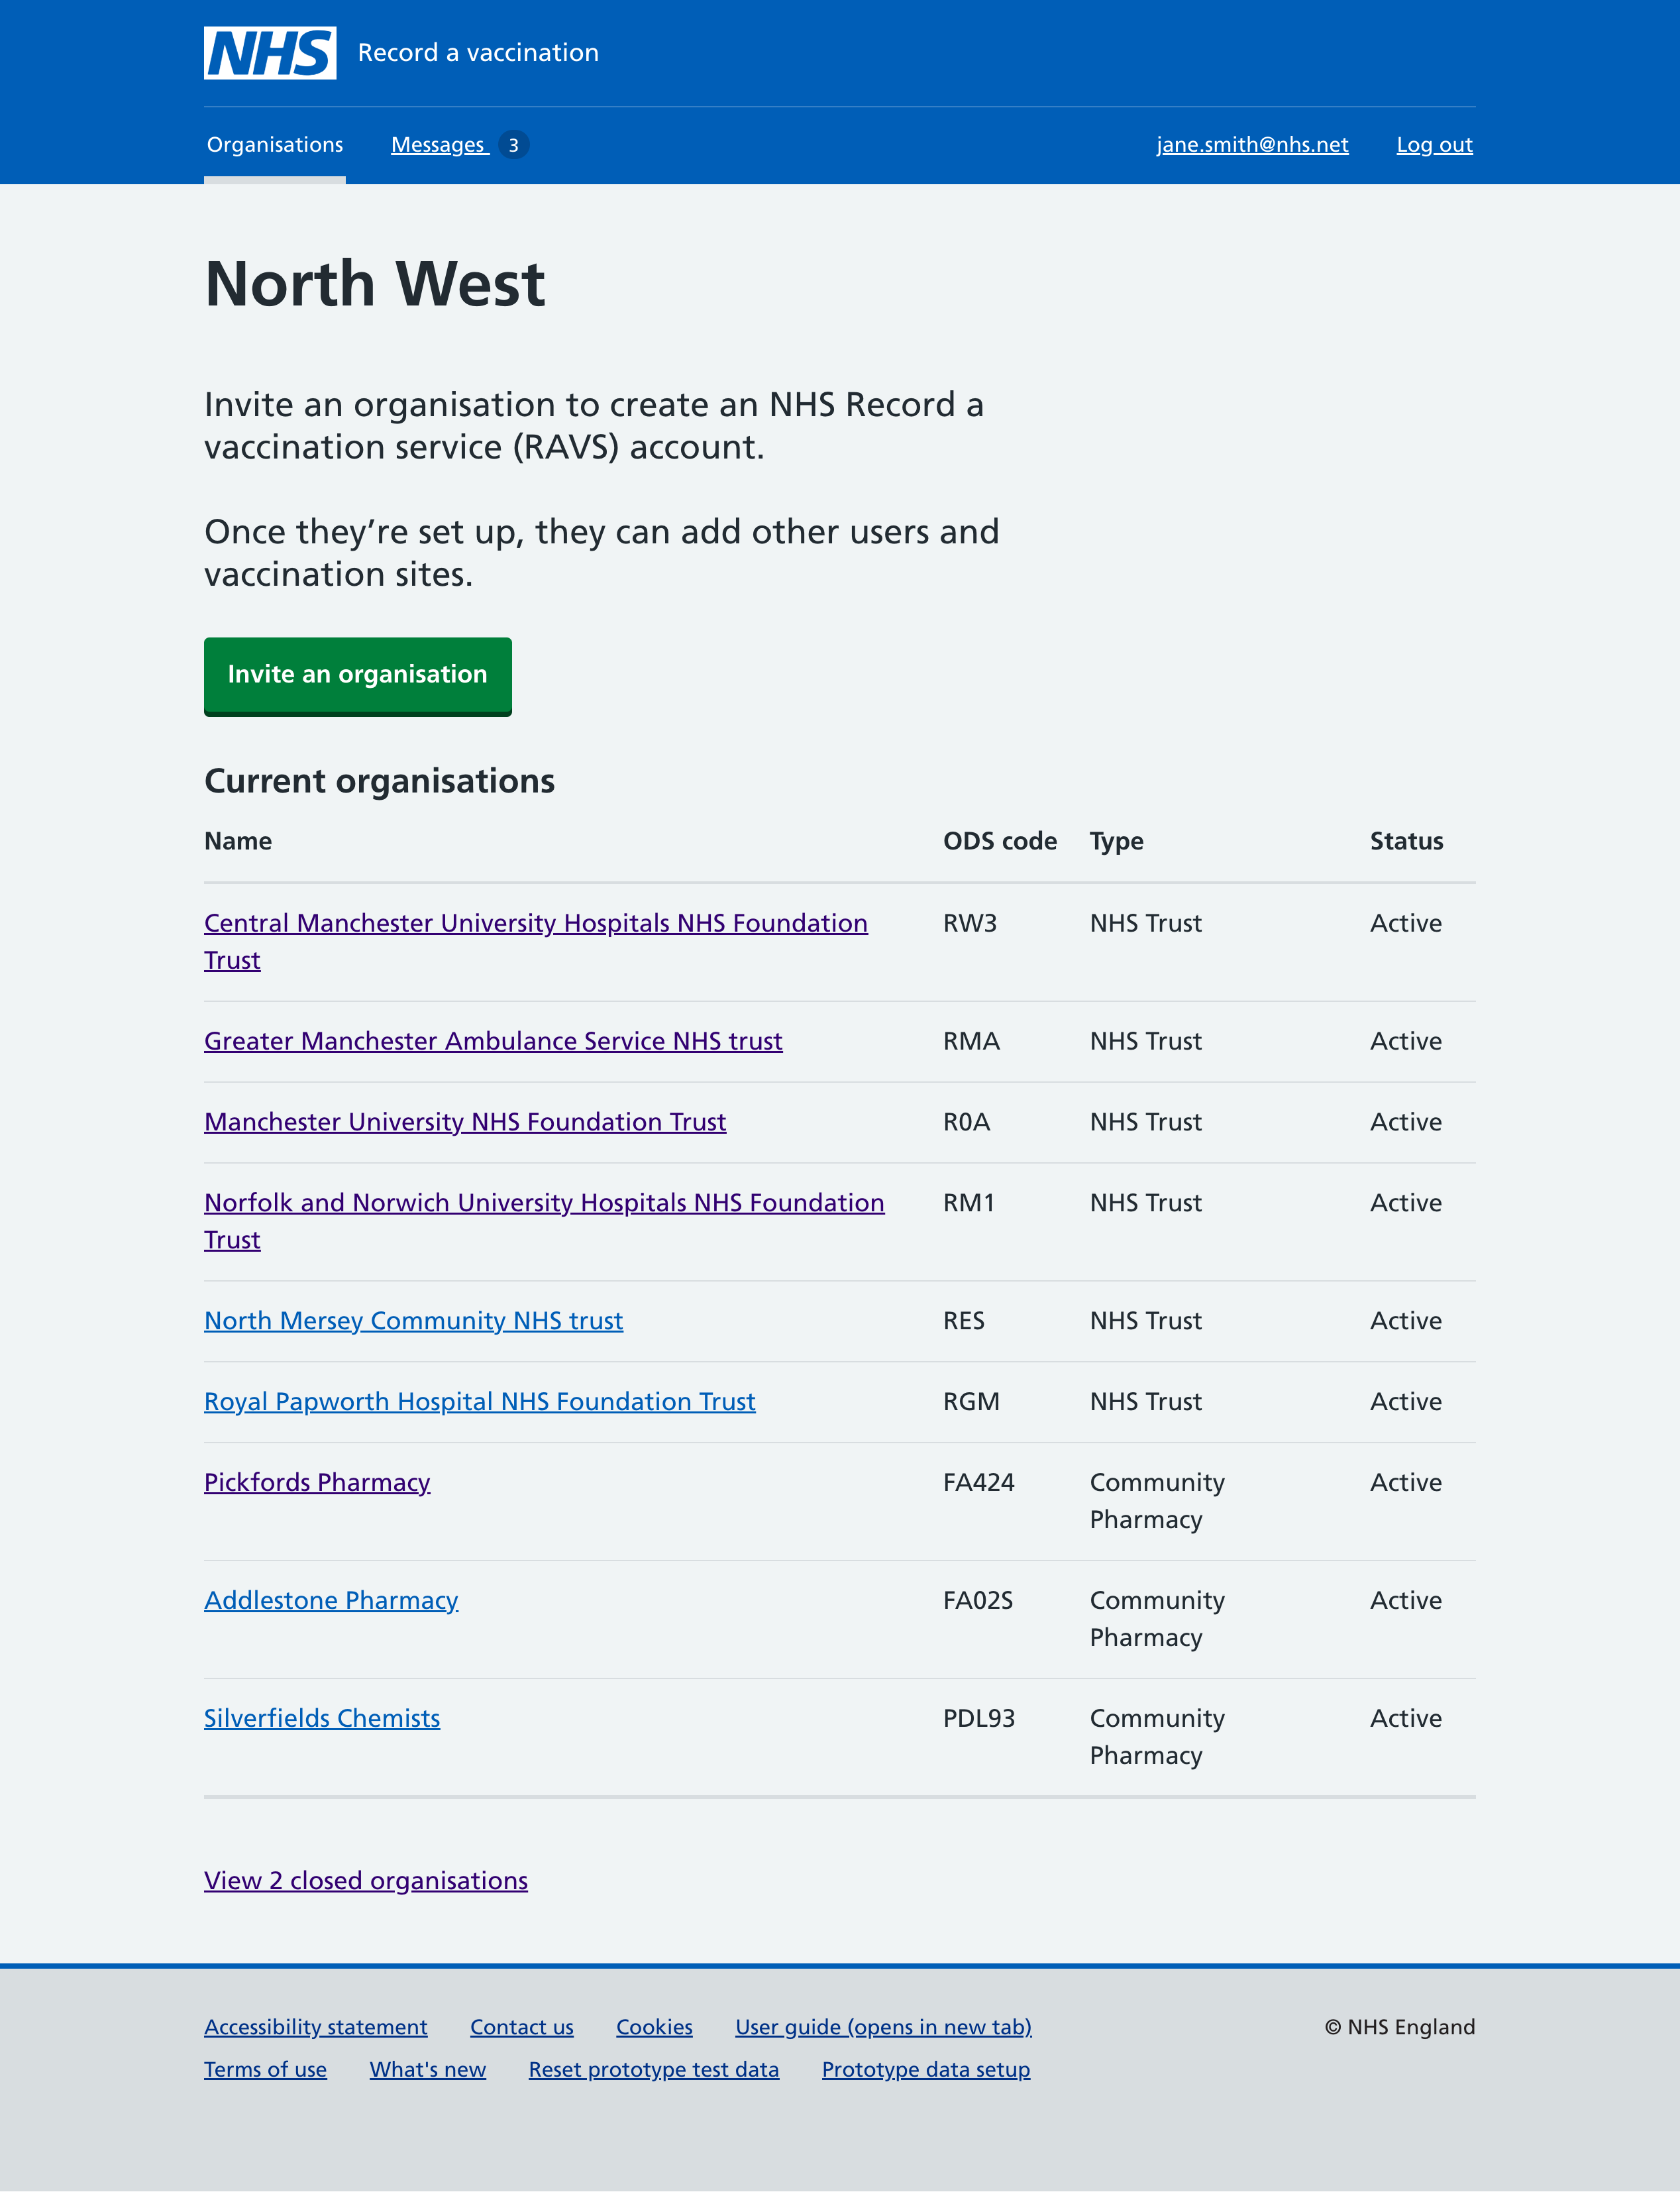 NHS Record a vaccination
Organisations Messages 3 jane.smith@nhs.net Log out
North West
Invite an organisation to create an NHS Record a
vaccination service (RAVS) account.
Once they’re set up, they can add other users and
vaccination sites.
Invite an organisation
Current organisations
Name ODS code Type Status
Central Manchester University Hospitals NHS Foundation RW3 NHS Trust Active
Trust
Greater Manchester Ambulance Service NHS trust RMA NHS Trust Active
Manchester University NHS Foundation Trust R0A NHS Trust Active
Norfolk and Norwich University Hospitals NHS Foundation RM1 NHS Trust Active
Trust
North Mersey Community NHS trust RES NHS Trust Active
Royal Papworth Hospital NHS Foundation Trust RGM NHS Trust Active
Pickfords Pharmacy FA424 Community Active
Pharmacy
Addlestone Pharmacy FA02S Community Active
Pharmacy
Silverfields Chemists PDL93 Community Active
Pharmacy
View 2 closed organisations
Accessibility statement Contact us Cookies User guide (opens in new tab) © NHS England
Terms of use What's new Reset prototype test data Prototype data setup